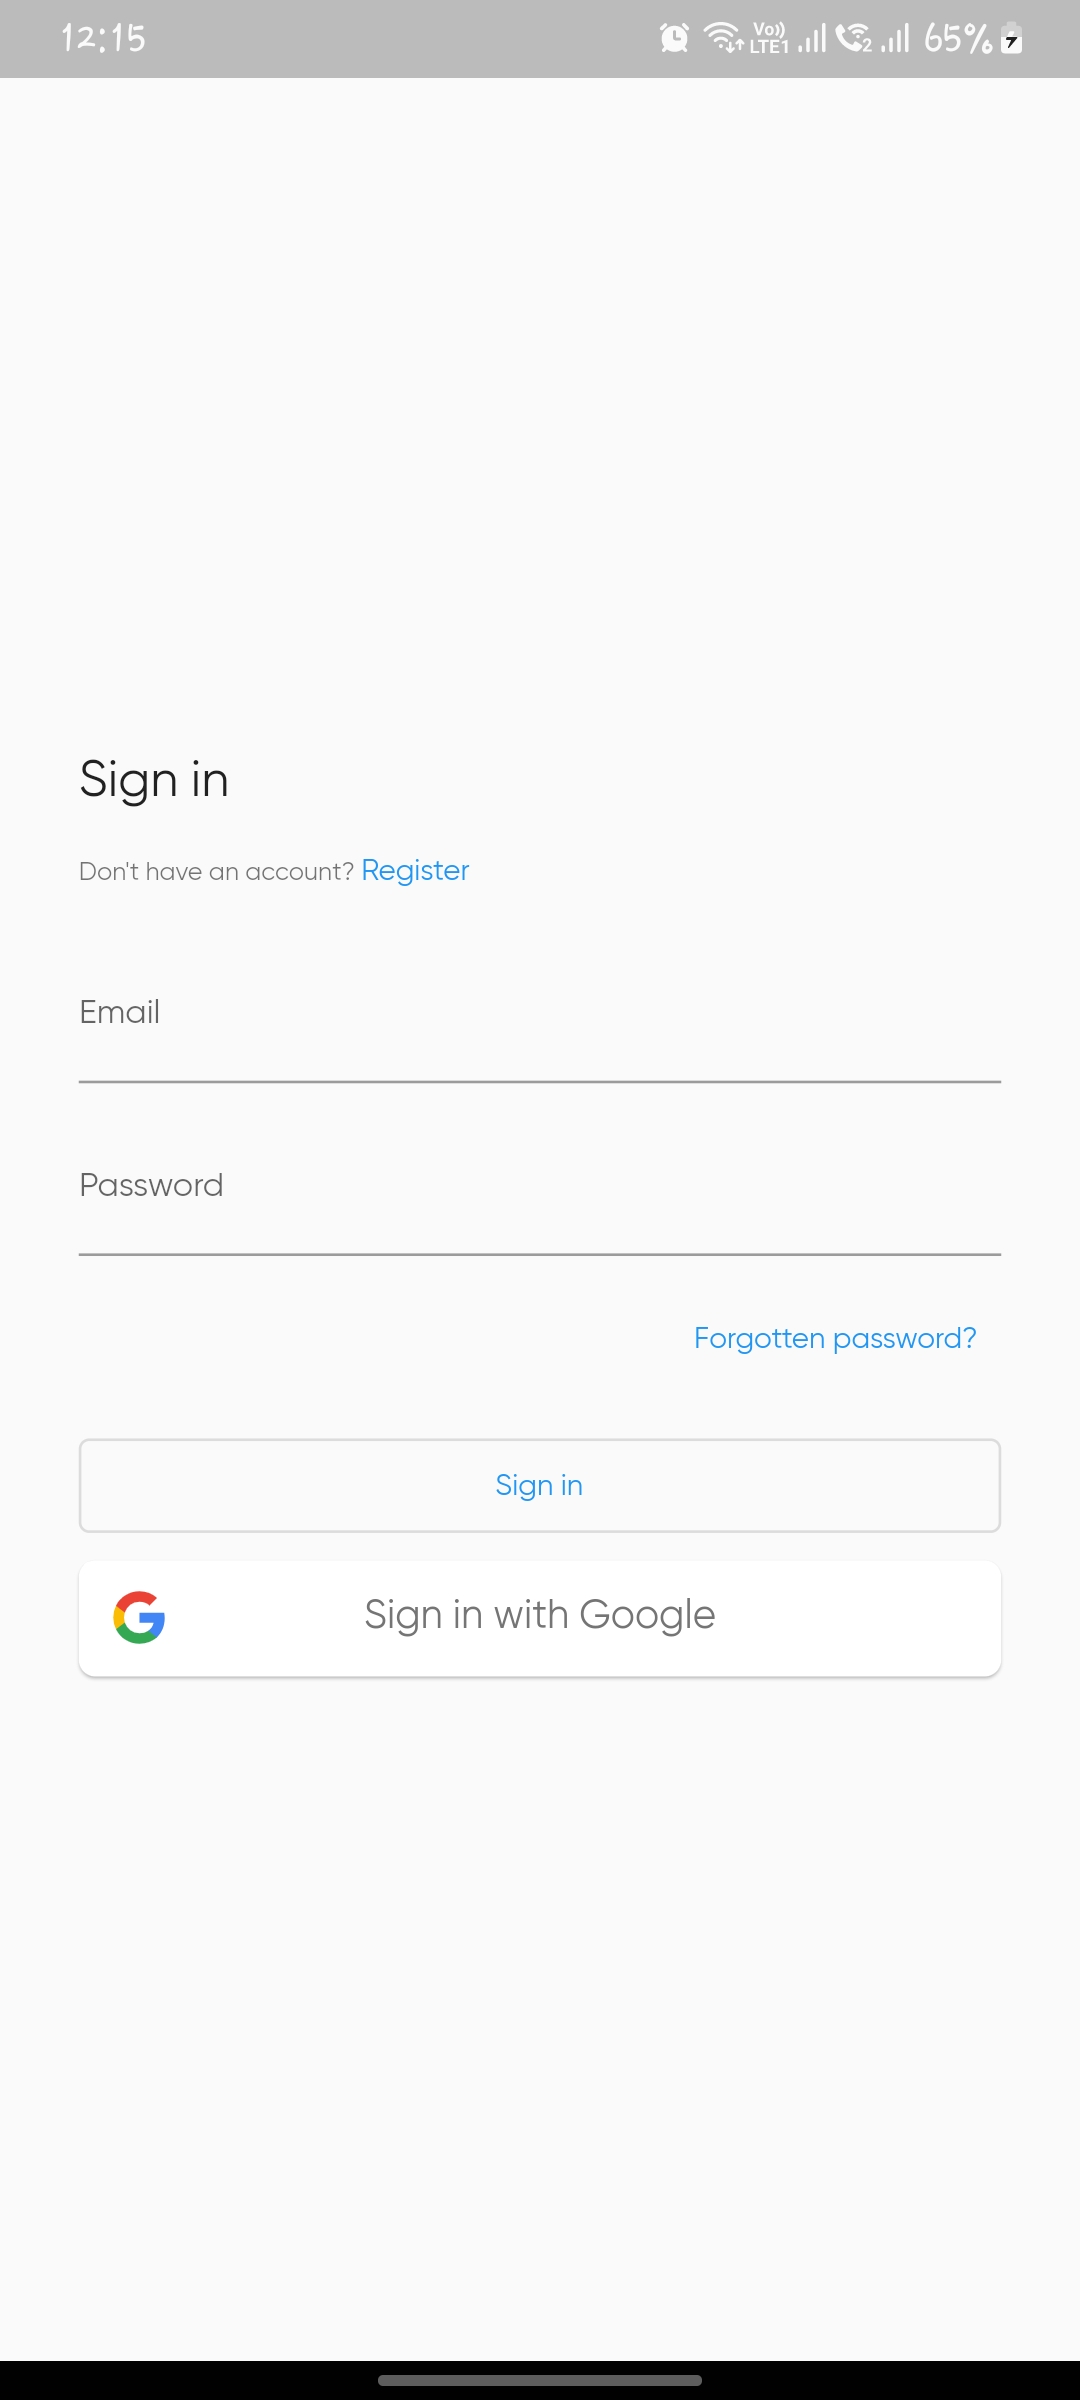 12:15 Vo)) LTE1 2 65%
Sign in
Don't have an account? Register
Email
Password
Forgotten password?
Sign in
Sign in with Google